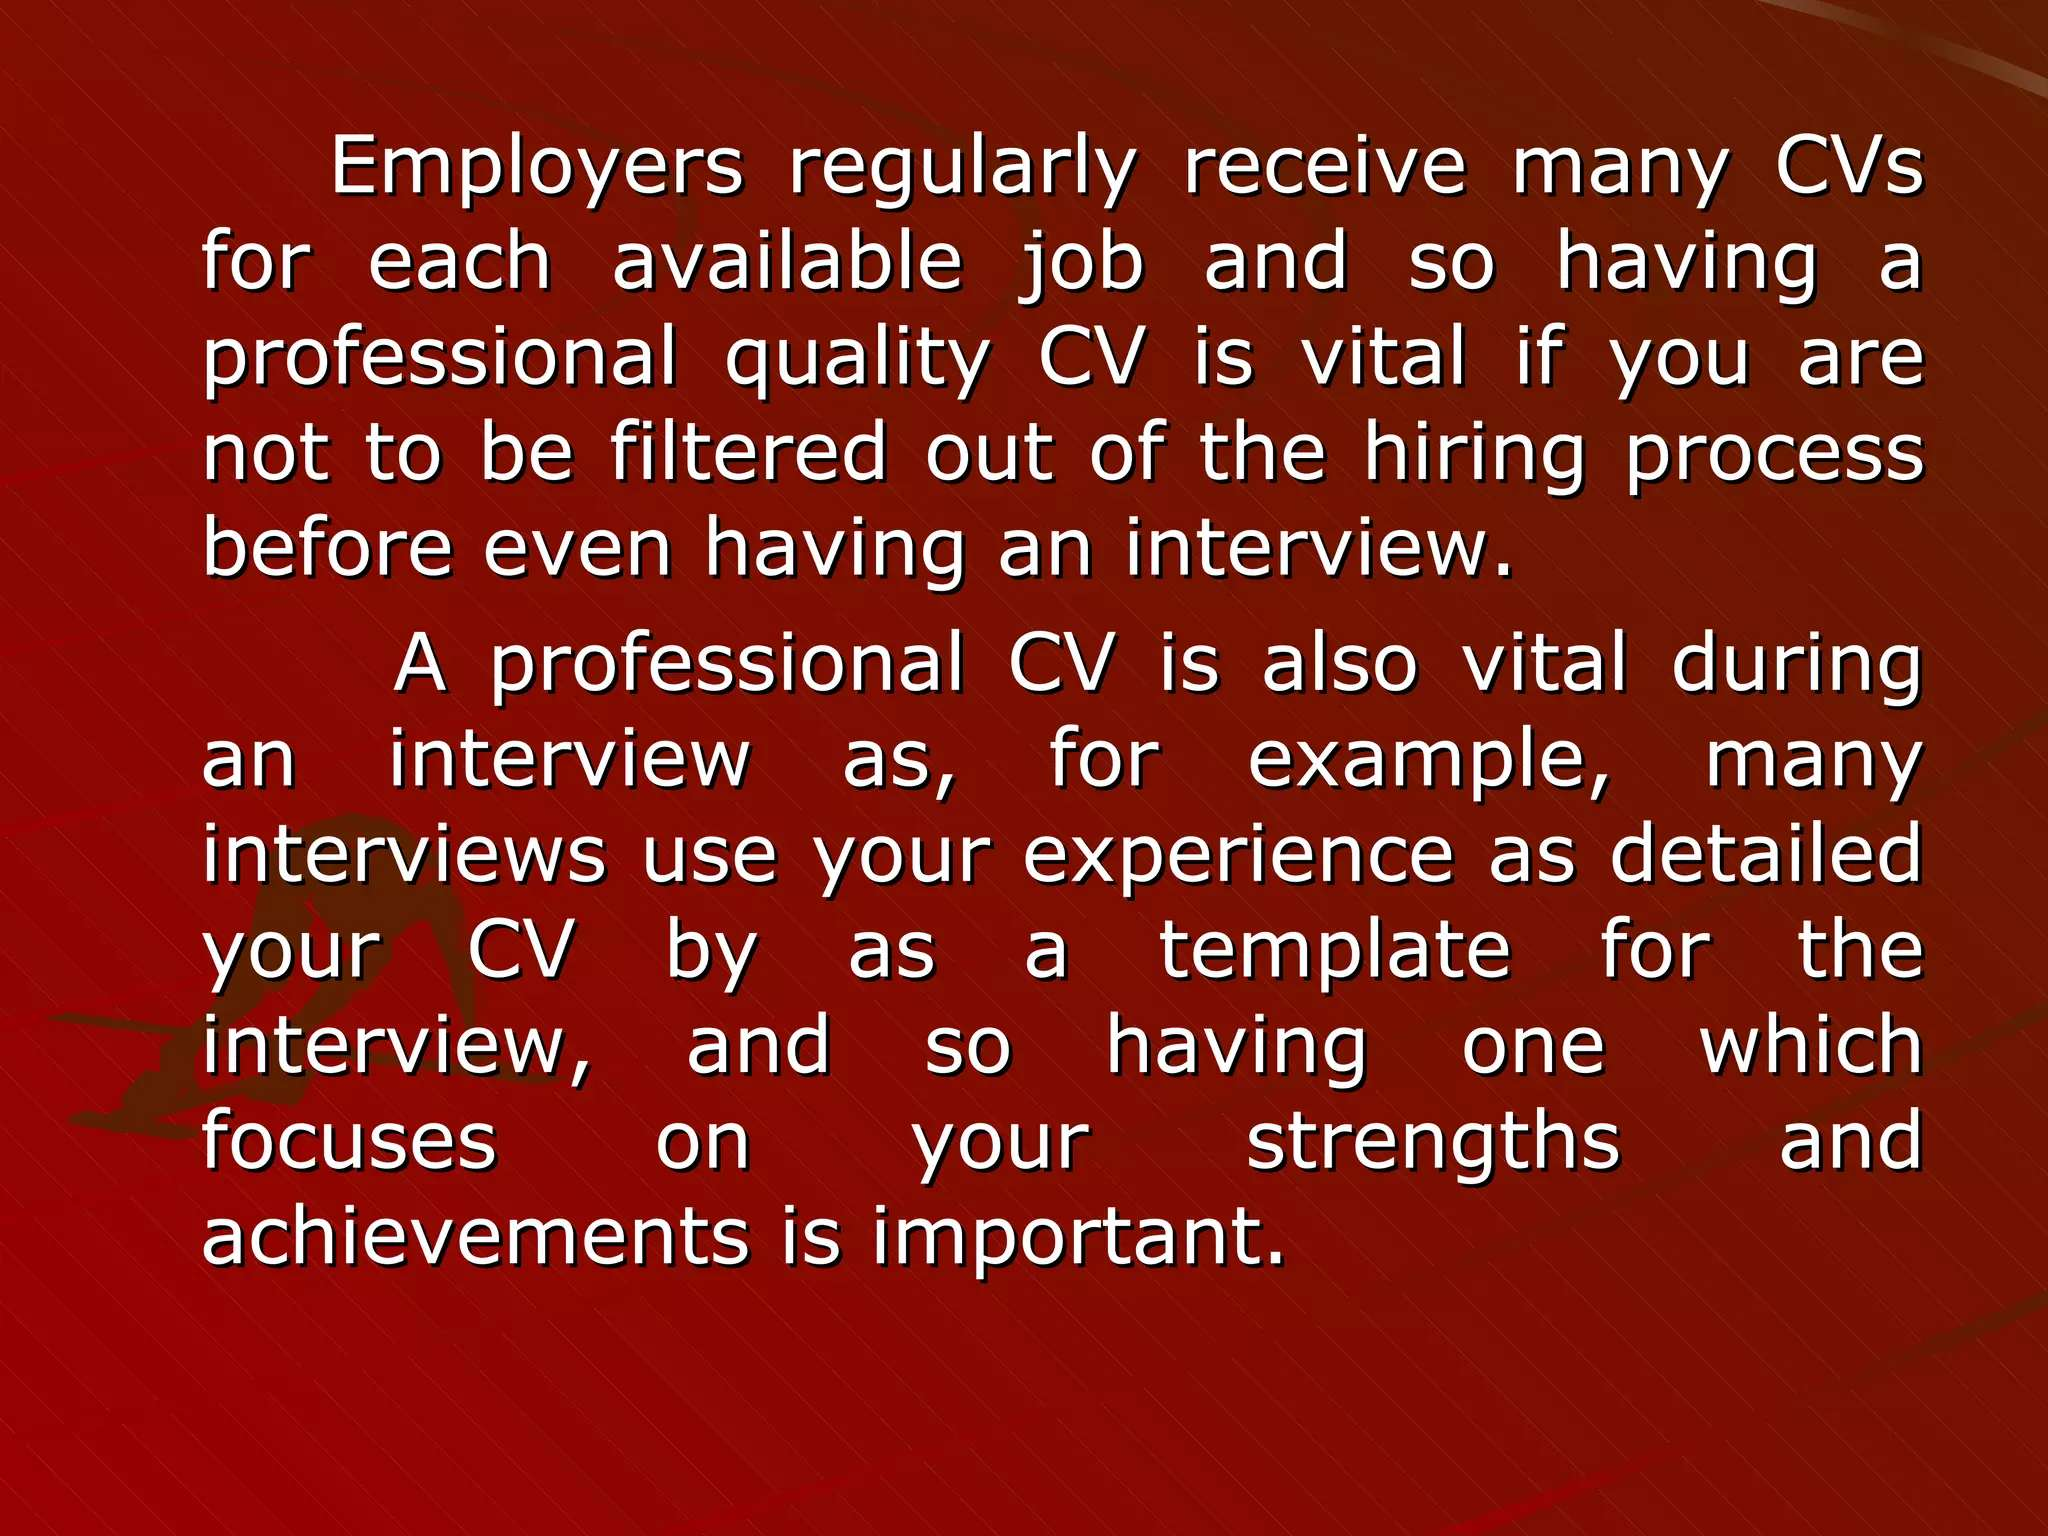 Employers regularly receive many CVs
for each available job and so having a
professional quality CV is vital if you are
not to be filtered out of the hiring process
before even having an interview.
A professional CV is also vital during
an interview as, for example, many
interviews use your experience as detailed
your CV by as a template for the
interview, and so having one which
focuses on your strengths and
achievements is important.